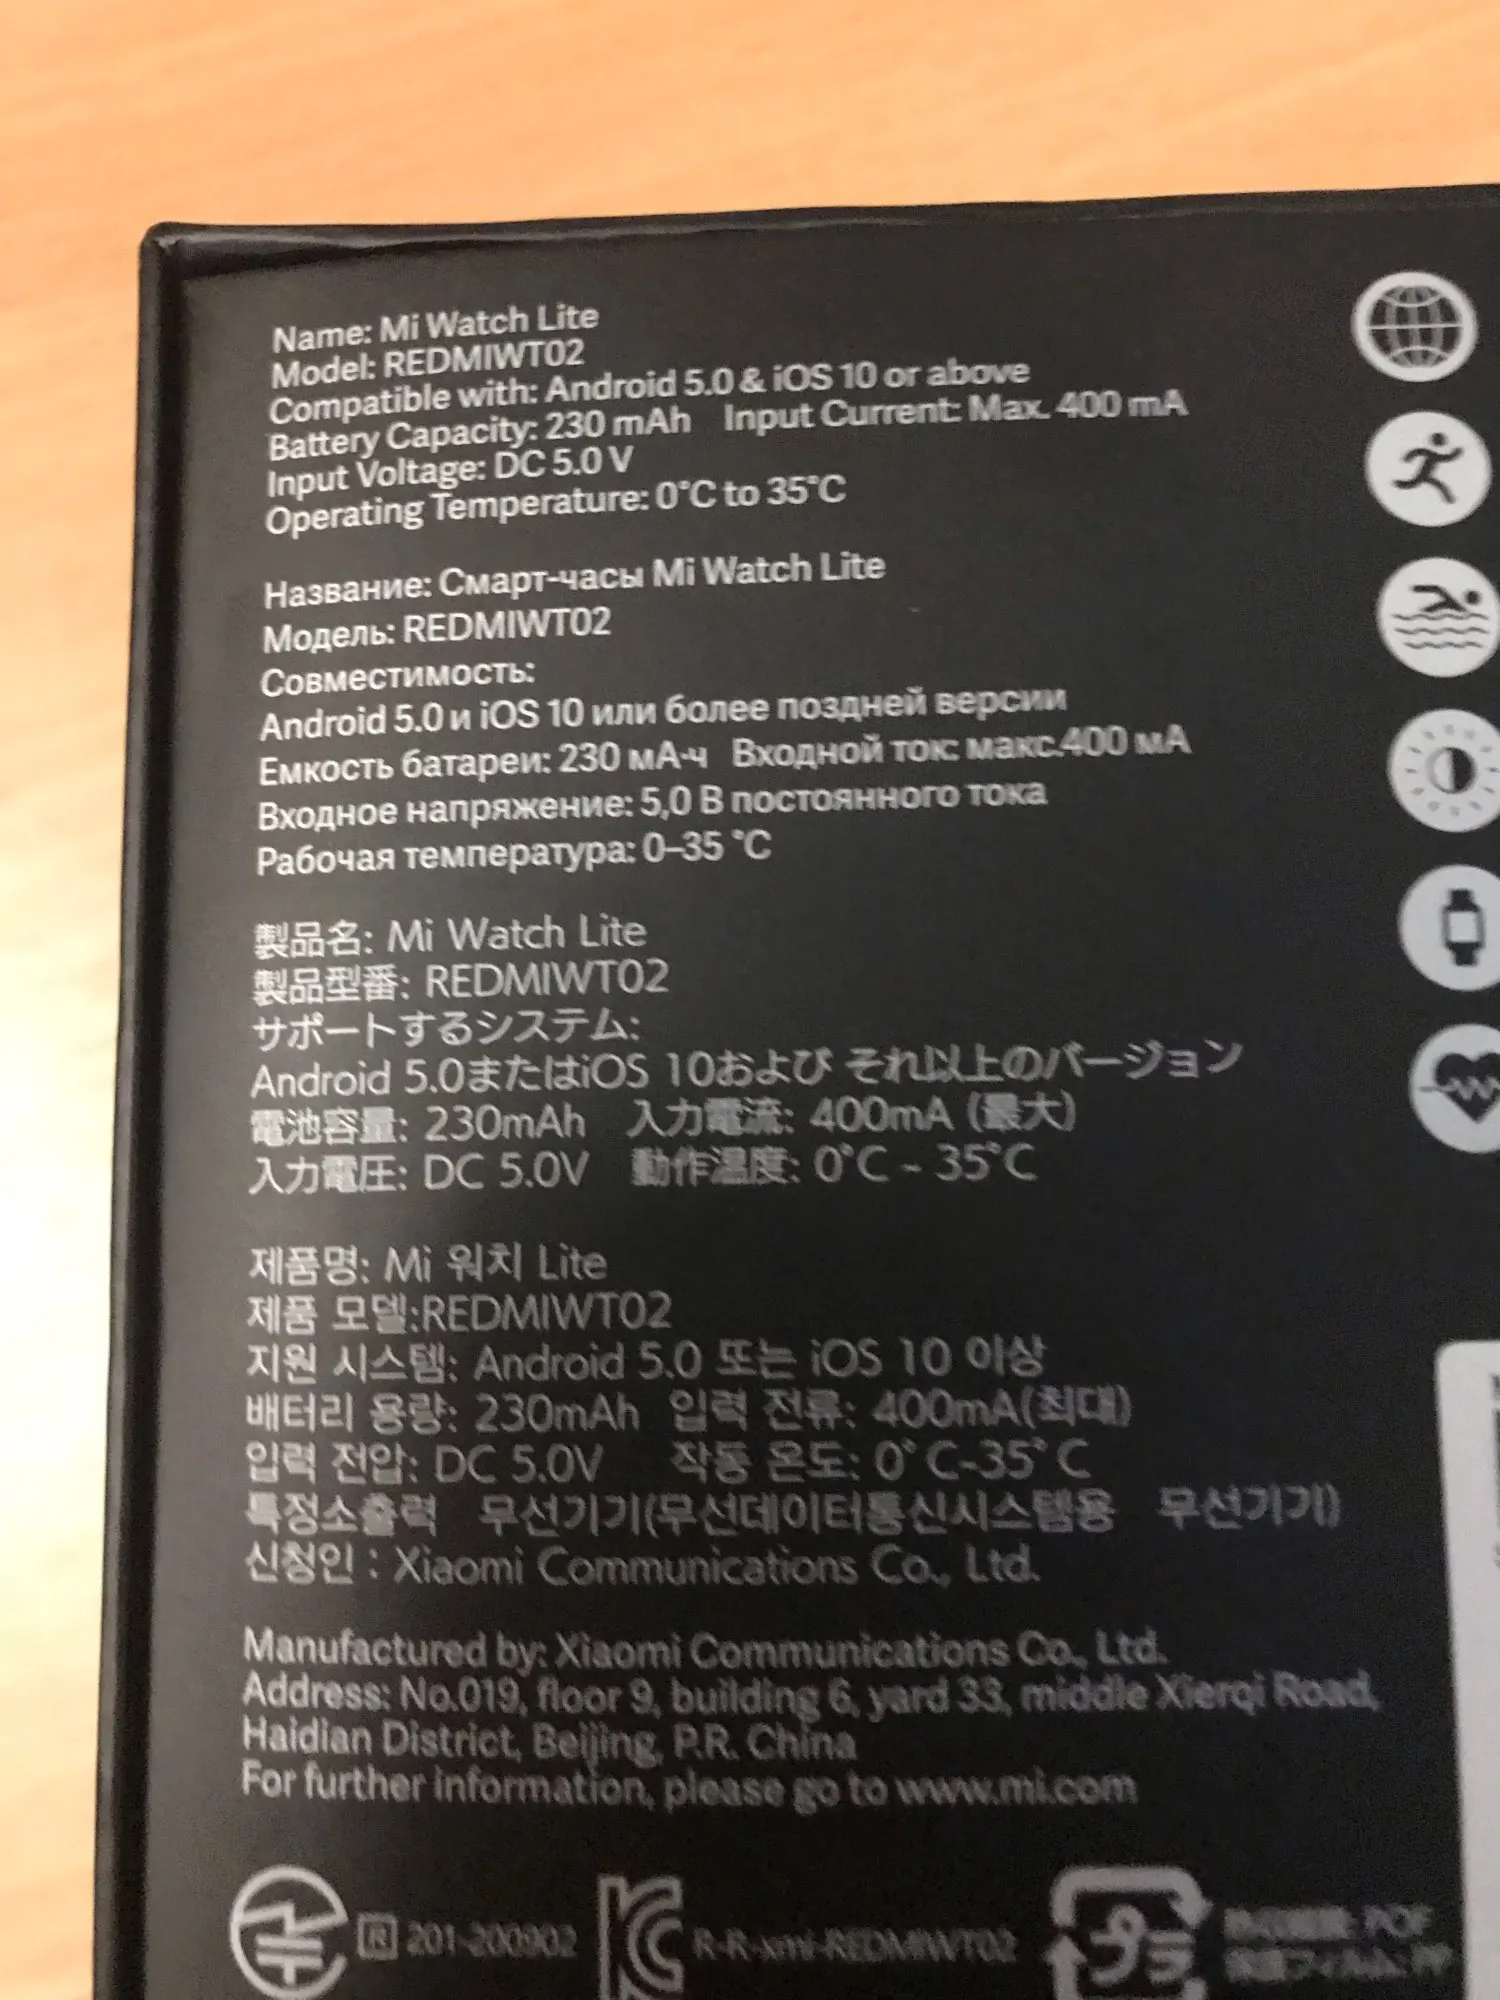 Name: Mi Watch Lite
Model: REDMIWT02
Compatible with: Android 5.0 & iOS 10 or above
Battery Capacity: 230 mAh Input Current: Max. 400 mA
Input Voltage: DC 5.0 V
Operating Temperature: 0°C to 35°C
Название: Смарт-часы Mi Watch Lite
Модель: REDMIWT02
Совместимость:
Android 5.0 и iOS 10 или более поздней версии
Емкость батареи: 230 мА·ч Входной ток: макс.400 мА
Входное напряжение: 5,0 В постоянного тока
Рабочая температура: 0–35 °C
製品名: Mi Watch Lite
製品型番: REDMIWT02
サポートするシステム:
Android 5.0またはiOS 10および それ以上のバージョン
電池容量: 230mAh 入力電流: 400mA (最大)
入力電圧: DC 5.0V 動作温度: 0°C - 35°C
제품명: Mi 워치 Lite
제품 모델:REDMIWT02
지원 시스템: Android 5.0 또는 iOS 10 이상
배터리 용량: 230mAh 입력 전류: 400mA(최대)
입력 전압: DC 5.0V 작동 온도: 0°C-35°C
특정소출력 무선기기(무선데이터통신시스템용 무선기기)
신청인 : Xiaomi Communications Co., Ltd.
Manufactured by: Xiaomi Communications Co., Ltd.
Address: No.019, floor 9, building 6, yard 33, middle Xierqi Road,
Haidian District, Beijing, P.R. China
For further information, please go to www.mi.com
R 201-200902
R-R-xmi-REDMIWT02
プラ
POF
保護フィルム: PP